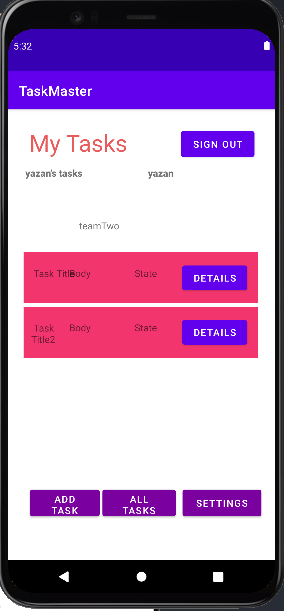 5:32
TaskMaster
My Tasks
SIGN OUT
yazan's tasks
yazan
teamTwo
Task Title
Body
State
DETAILS
Task
Title2
Body
State
DETAILS
ADD
TASK
ALL
TASKS
SETTINGS